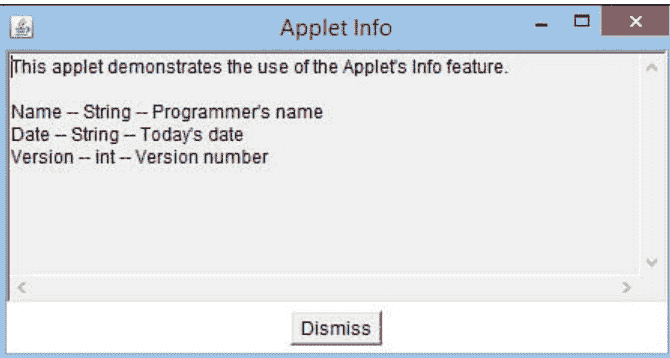 Applet Info
This applet demonstrates the use of the Applet's Info feature.
Name -- String -- Programmer's name
Date -- String -- Today's date
Version -- int -- Version number
Dismiss